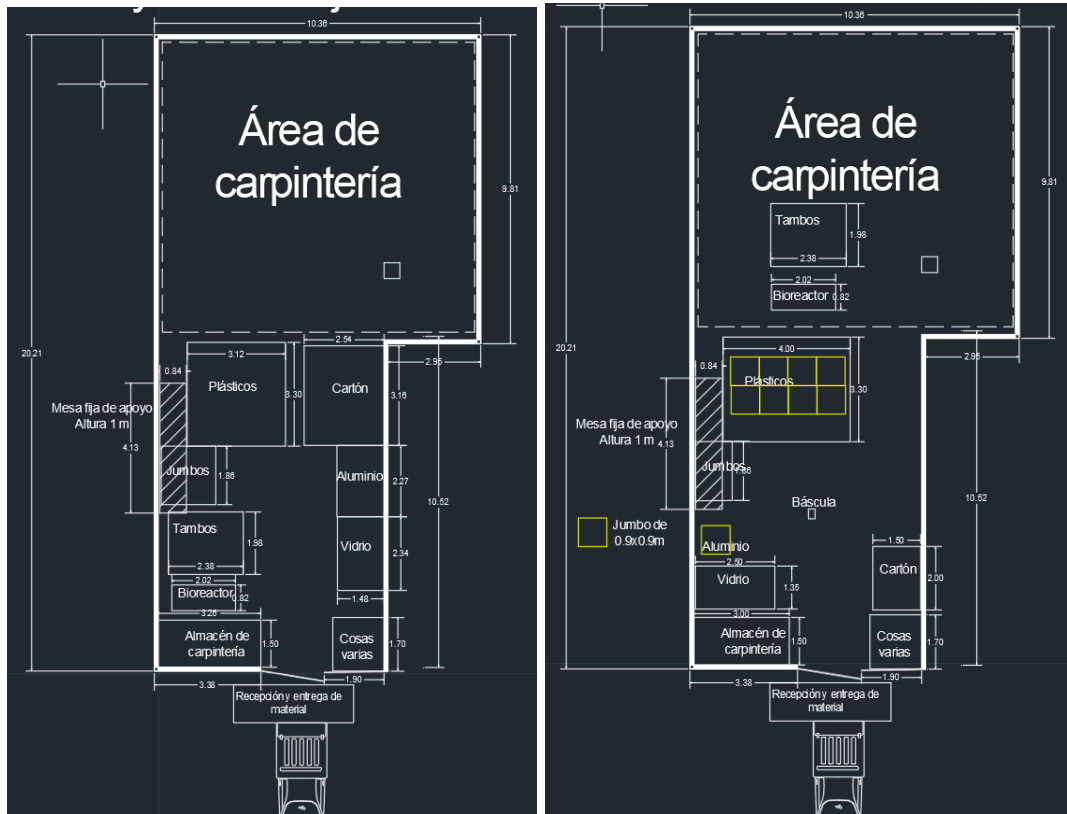 10.36
Área de
carpintería
9.81
20.21
2.54
2.95
3.12
0.84
Plásticos
Cartón
3.30
3.16
Mesa fija de apoyo
Altura 1 m
4.13
Jumbos
1.86
Aluminio
2.27
10.52
Tambos
1.98
2.38
Vidrio
2.34
2.02
Bioreactor
0.82
1.48
3.26
Almacén de
carpintería
1.50
Cosas
varias
1.70
3.38
1.90
Recepción y entrega de
material
10.36
Área de
carpintería
9.81
Tambos
1.98
2.38
2.02
Bioreactor
0.82
20.21
4.00
2.95
0.84
Plásticos
3.30
Mesa fija de apoyo
Altura 1 m
4.13
Jumbos
1.86
10.52
Báscula
Jumbo de
0.9x0.9m
Aluminio
1.50
2.50
Vidrio
1.35
Cartón
2.00
3.00
Almacén de
carpintería
1.50
Cosas
varias
1.70
3.38
1.90
Recepción y entrega de
material